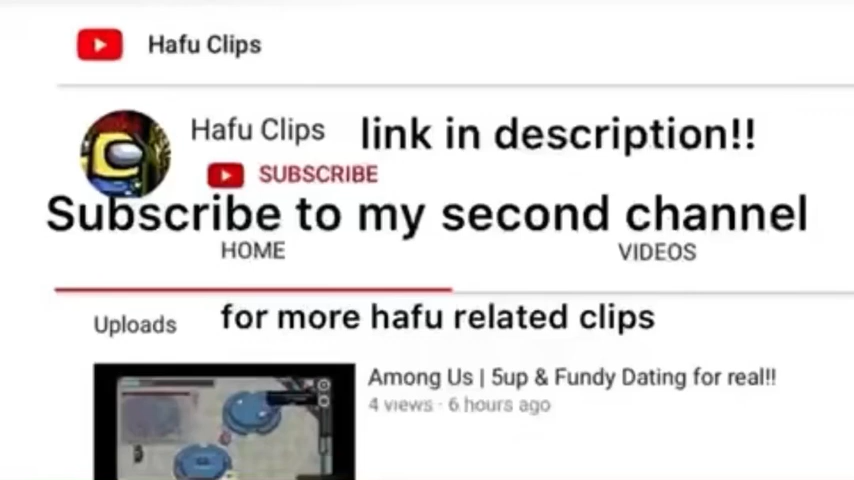 Hafu Clips
Hafu Clips link in description!!
SUBSCRIBE
Subscribe to my second channel
HOME VIDEOS
Uploads for more hafu related clips
Among Us | 5up & Fundy Dating for real!!
4 views · 6 hours ago